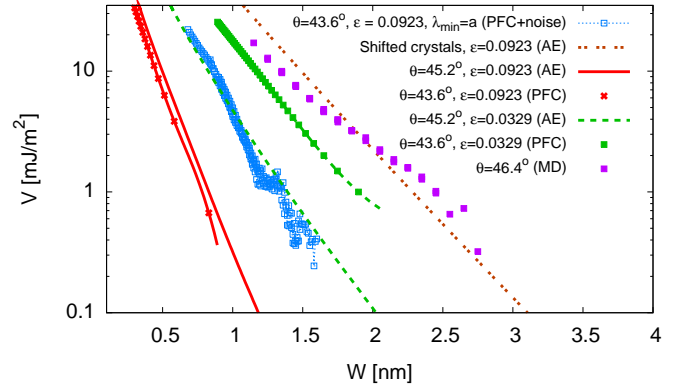 θ=43.6°, ε = 0.0923, λmin=a (PFC+noise)
Shifted crystals, ε=0.0923 (AE)
θ=45.2°, ε=0.0923 (AE)
θ=43.6°, ε=0.0923 (PFC)
θ=45.2°, ε=0.0329 (AE)
θ=43.6°, ε=0.0329 (PFC)
θ=46.4° (MD)
V [mJ/m²]
10
1
0.1
0.5 1 1.5 2 2.5 3 3.5 4
W [nm]